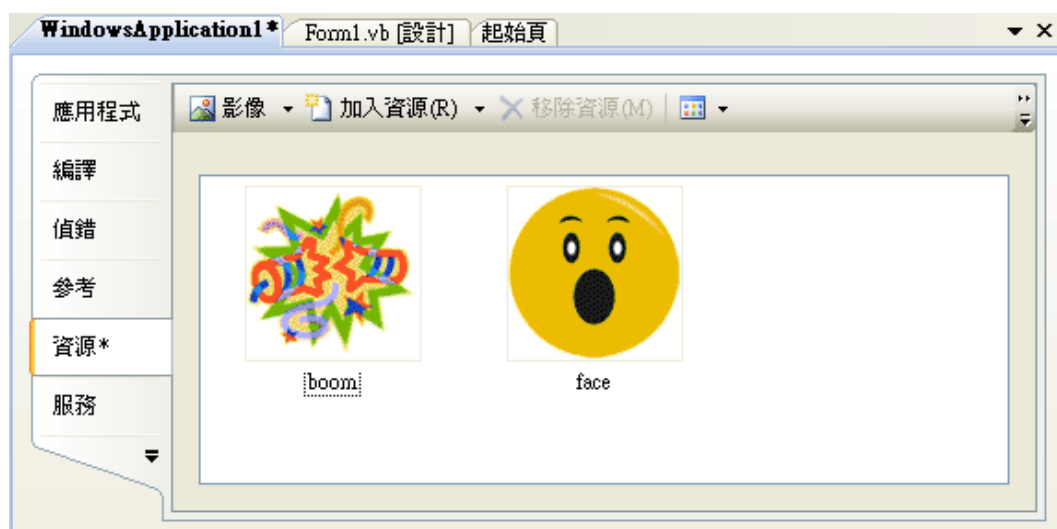 WindowsApplication1* Form1.vb [設計] 起始頁
影像 加入資源(R) 移除資源(M)
應用程式
編譯
偵錯
參考
資源*
服務
boom face